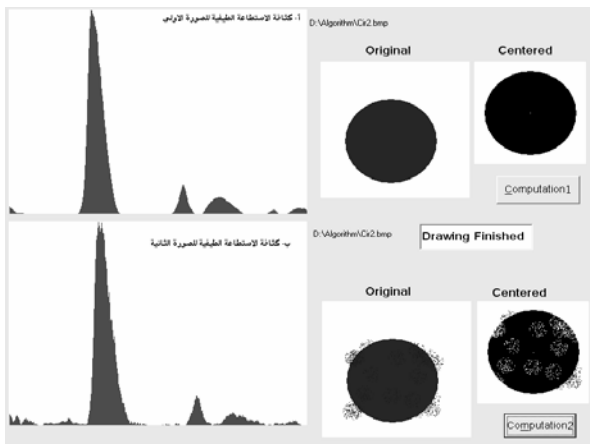 أ- كثافة الاستطاعة الطيفية للصورة الأولى
D:\Algorithm\Cir2.bmp
Original
Centered
Computation1
ب- كثافة الاستطاعة الطيفية للصورة الثانية
D:\Algorithm\Cir2.bmp
Drawing Finished
Original
Centered
Computation2